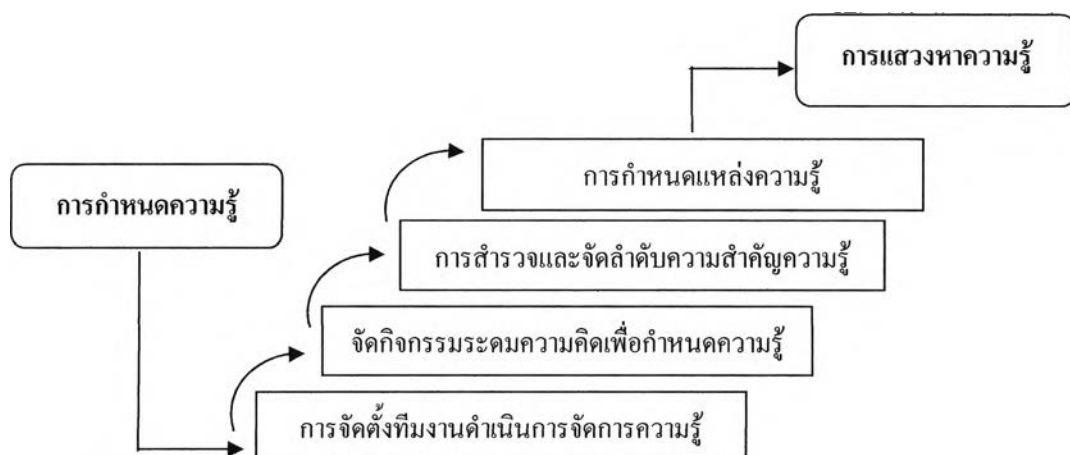 การแสวงหาความรู้
การกำหนดแหล่งความรู้
การกำหนดความรู้
การสำรวจและจัดลำดับความสำคัญความรู้
จัดกิจกรรมระดมความคิดเพื่อกำหนดความรู้
การจัดตั้งทีมงานดำเนินการจัดการความรู้